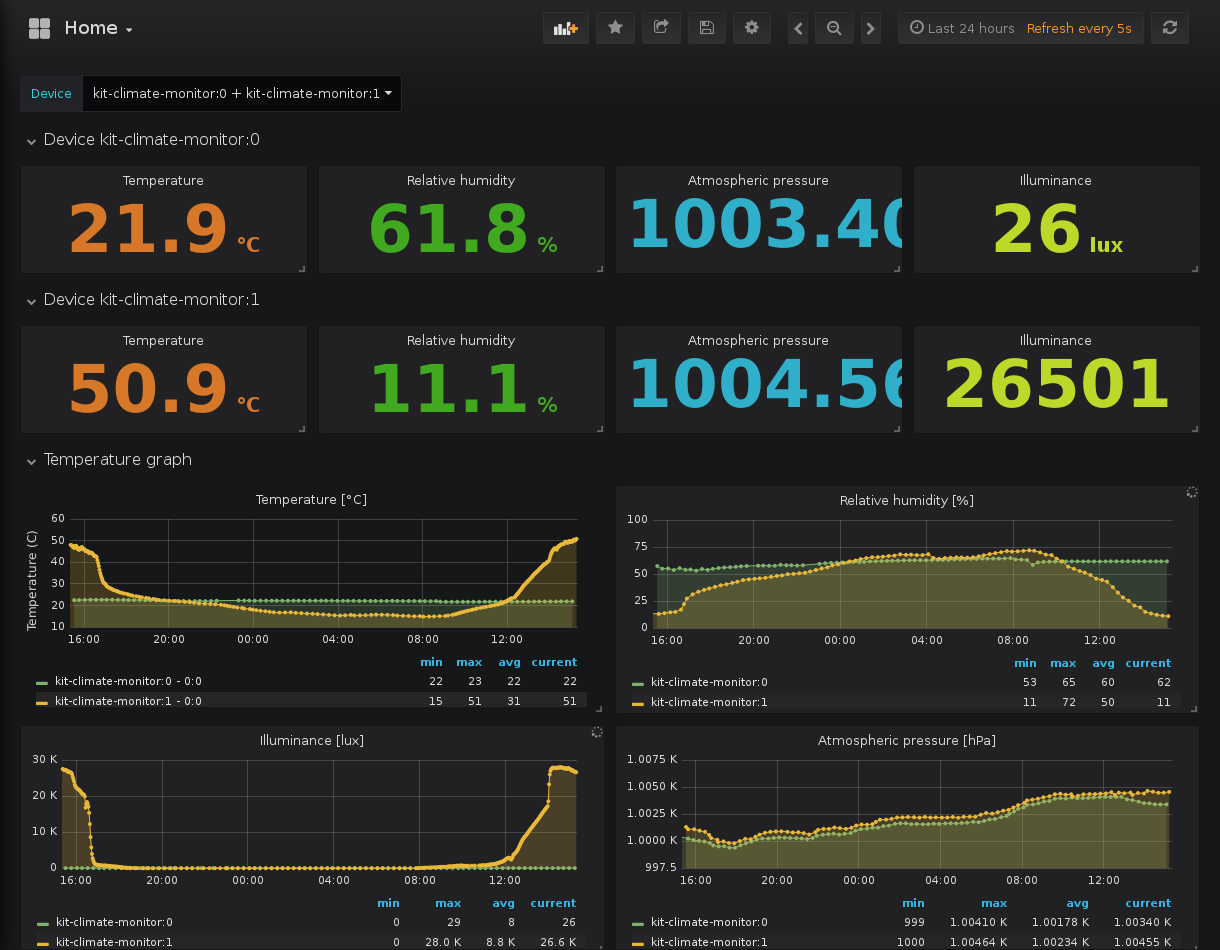 Home
Last 24 hours Refresh every 5s
Device kit-climate-monitor:0 + kit-climate-monitor:1
Device kit-climate-monitor:0
Temperature Relative humidity Atmospheric pressure Illuminance
21.9 °C 61.8 % 1003.40 26 lux
Device kit-climate-monitor:1
Temperature Relative humidity Atmospheric pressure Illuminance
50.9 °C 11.1 % 1004.56 26501
Temperature graph
Temperature [°C]
Temperature (C)
60
50
40
30
20
10
16:00 20:00 00:00 04:00 08:00 12:00
min max avg current
kit-climate-monitor:0 - 0:0 22 23 22 22
kit-climate-monitor:1 - 0:0 15 51 31 51
Relative humidity [%]
100
75
50
25
0
16:00 20:00 00:00 04:00 08:00 12:00
min max avg current
kit-climate-monitor:0 53 65 60 62
kit-climate-monitor:1 11 72 50 11
Illuminance [lux]
30 K
20 K
10 K
0
16:00 20:00 00:00 04:00 08:00 12:00
min max avg current
kit-climate-monitor:0 0 29 8 26
kit-climate-monitor:1 0 28.0 K 8.8 K 26.6 K
Atmospheric pressure [hPa]
1.0075 K
1.0050 K
1.0025 K
1.0000 K
997.5
16:00 20:00 00:00 04:00 08:00 12:00
min max avg current
kit-climate-monitor:0 999 1.00410 K 1.00178 K 1.00340 K
kit-climate-monitor:1 1000 1.00464 K 1.00234 K 1.00455 K